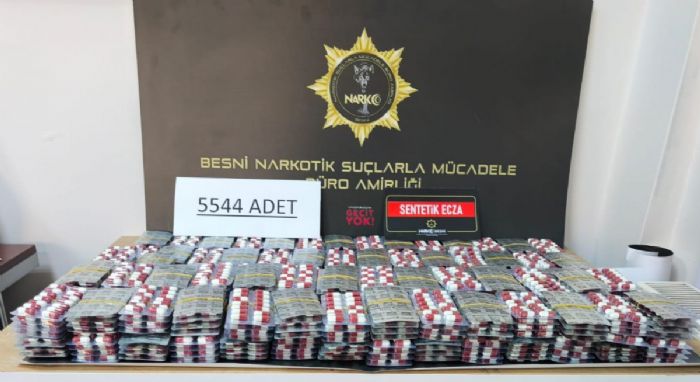 NARKO
BESNİ NARKOTİK SUÇLARLA MÜCADELE
BÜRO AMİRLİĞİ
5544 ADET
GEÇİT
YOK!
SENTETİK ECZA